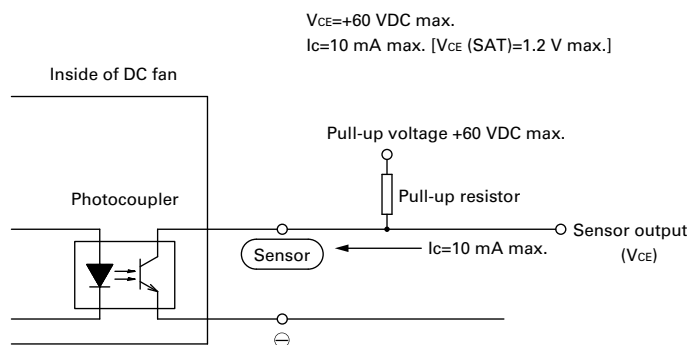 VCE=+60 VDC max.
Ic=10 mA max. [VCE (SAT)=1.2 V max.]
Inside of DC fan
Pull-up voltage +60 VDC max.
Photocoupler
Pull-up resistor
Sensor
Ic=10 mA max.
Sensor output
(VCE)
⊖